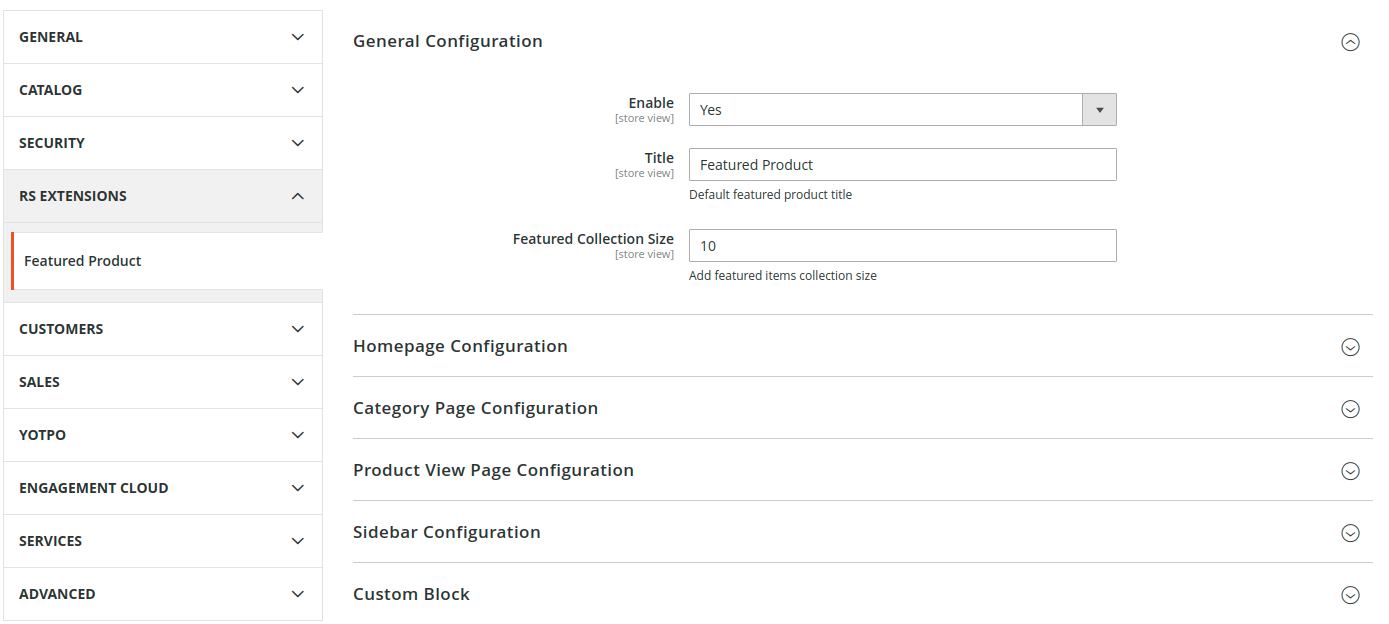 GENERAL
CATALOG
SECURITY
RS EXTENSIONS
Featured Product
CUSTOMERS
SALES
YOTPO
ENGAGEMENT CLOUD
SERVICES
ADVANCED
General Configuration
Enable
[store view]
Yes
Title
[store view]
Featured Product
Default featured product title
Featured Collection Size
[store view]
10
Add featured items collection size
Homepage Configuration
Category Page Configuration
Product View Page Configuration
Sidebar Configuration
Custom Block